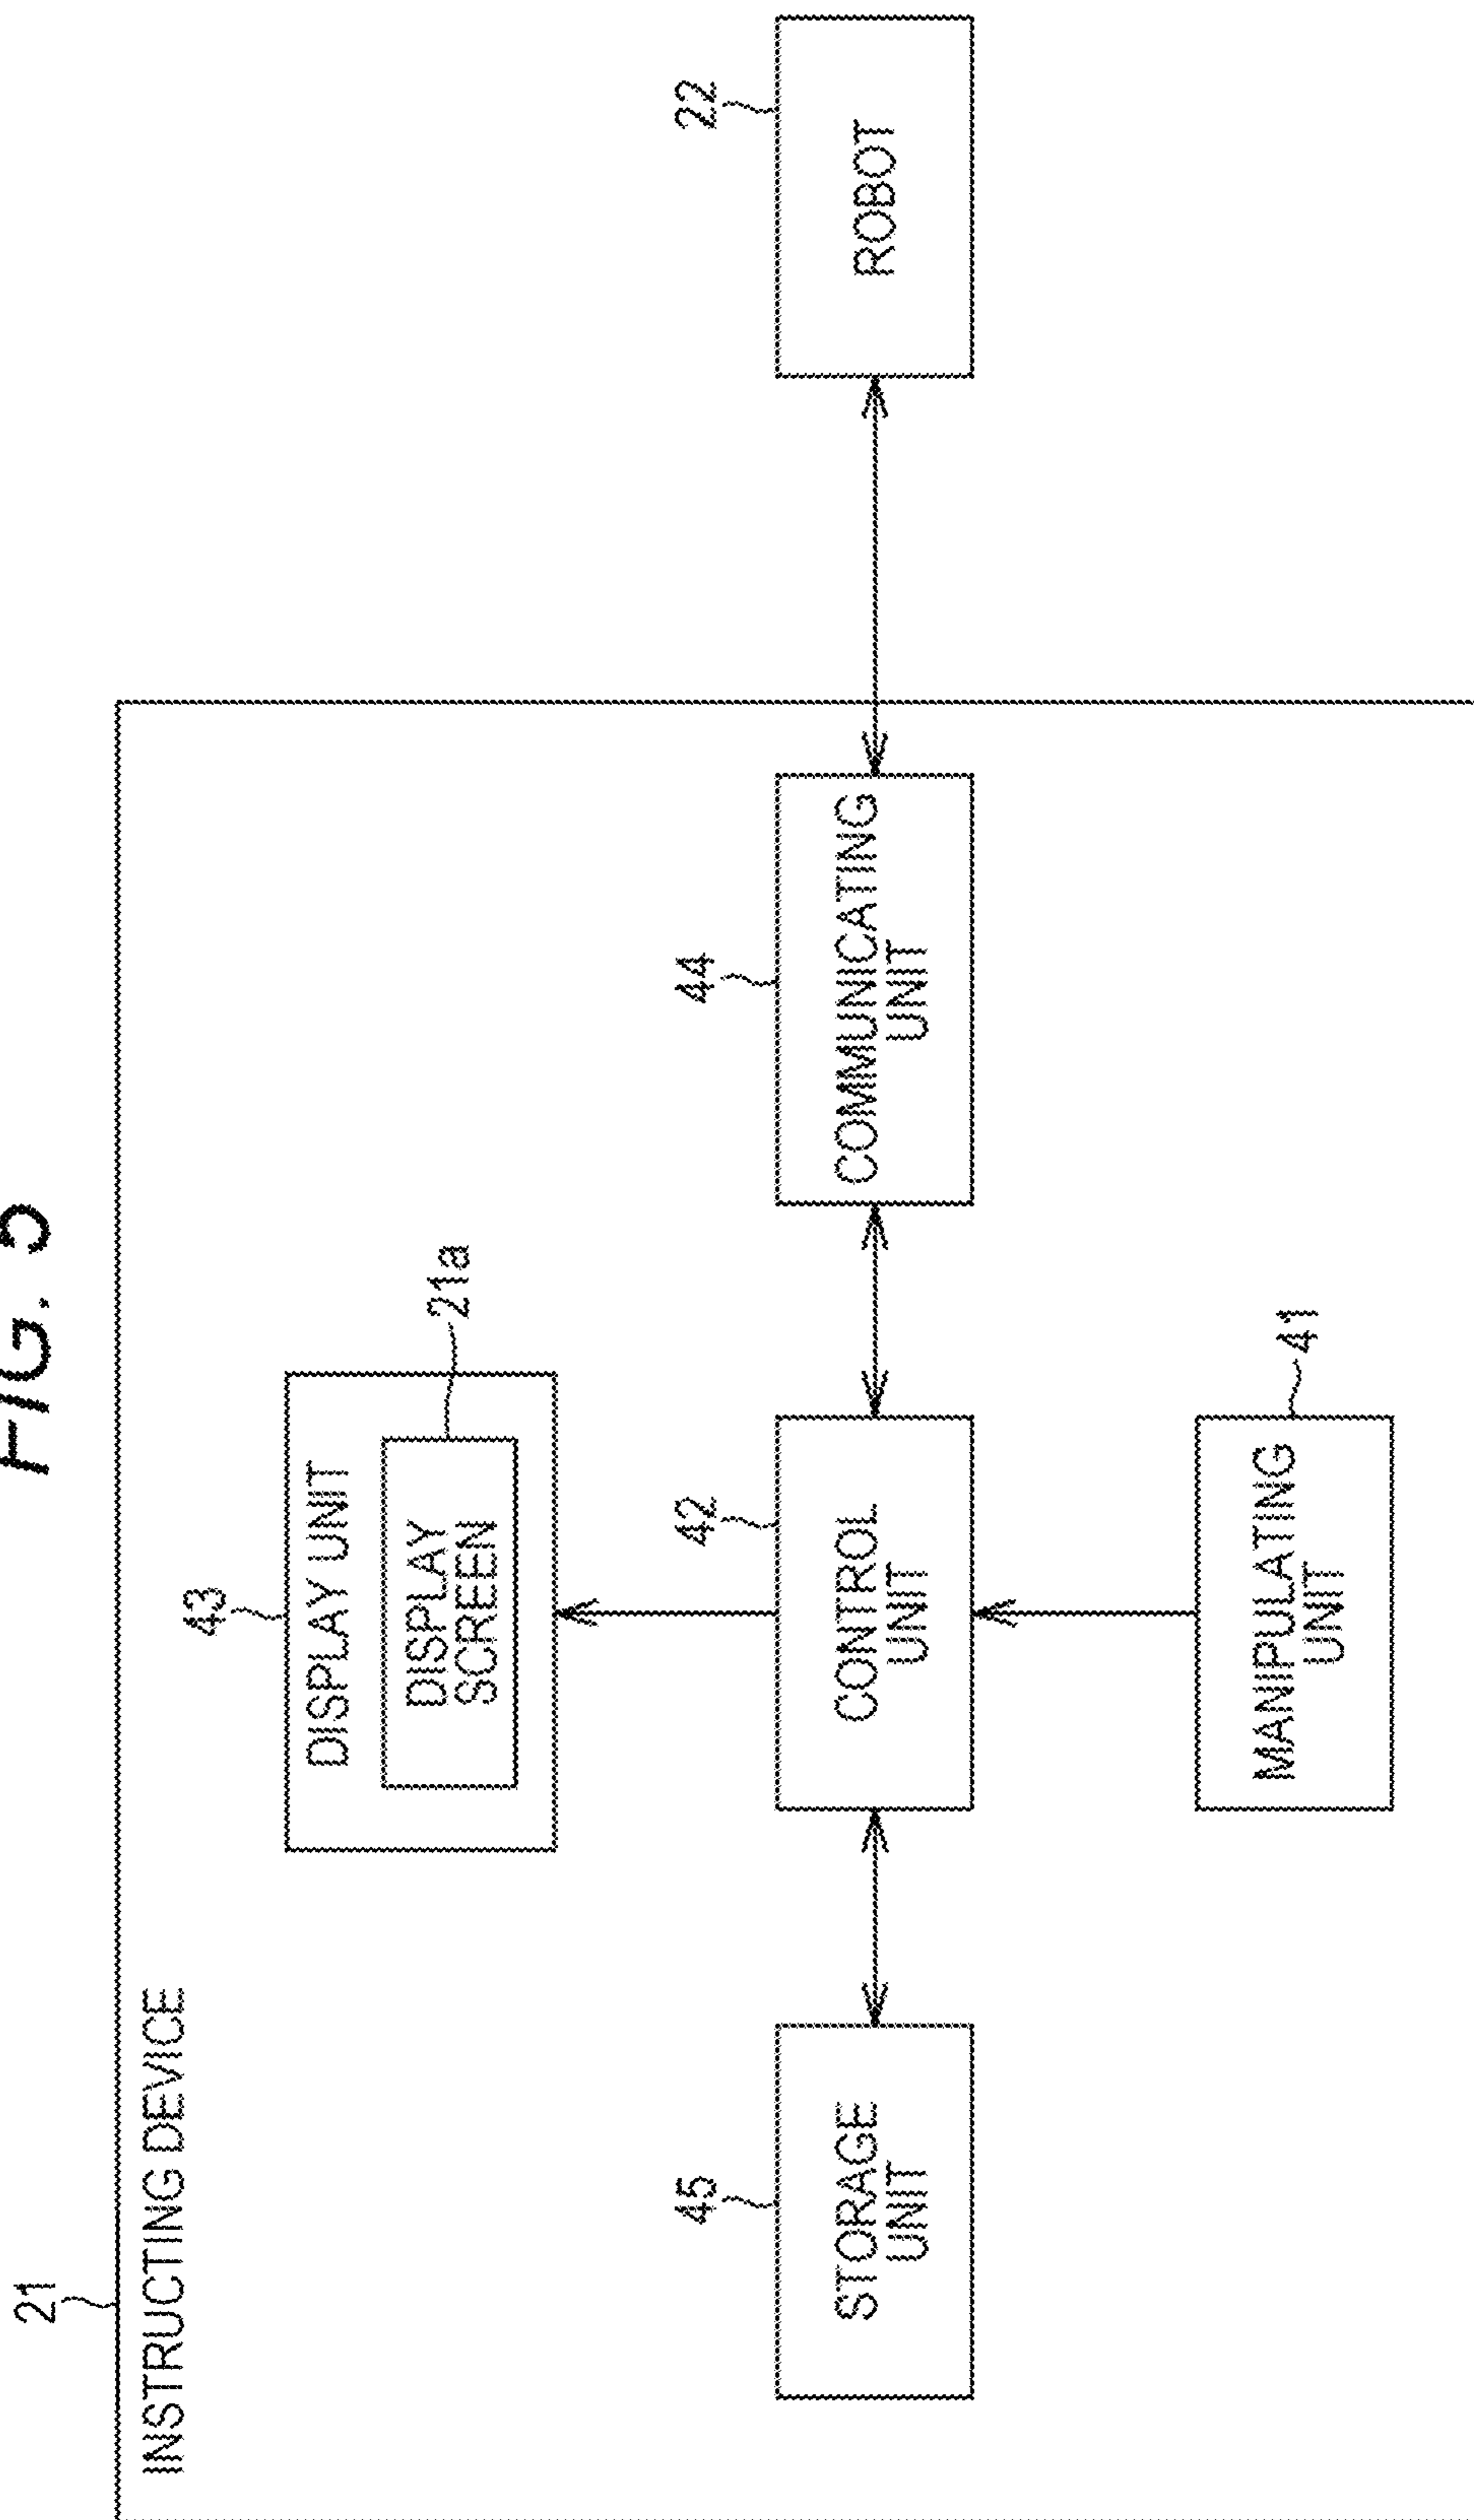 FIG. 5
21
INSTRUCTING DEVICE
43
DISPLAY UNIT
21a
DISPLAY
SCREEN
45
STORAGE
UNIT
42
CONTROL
UNIT
44
COMMUNICATING
UNIT
22
ROBOT
41
MANIPULATING
UNIT